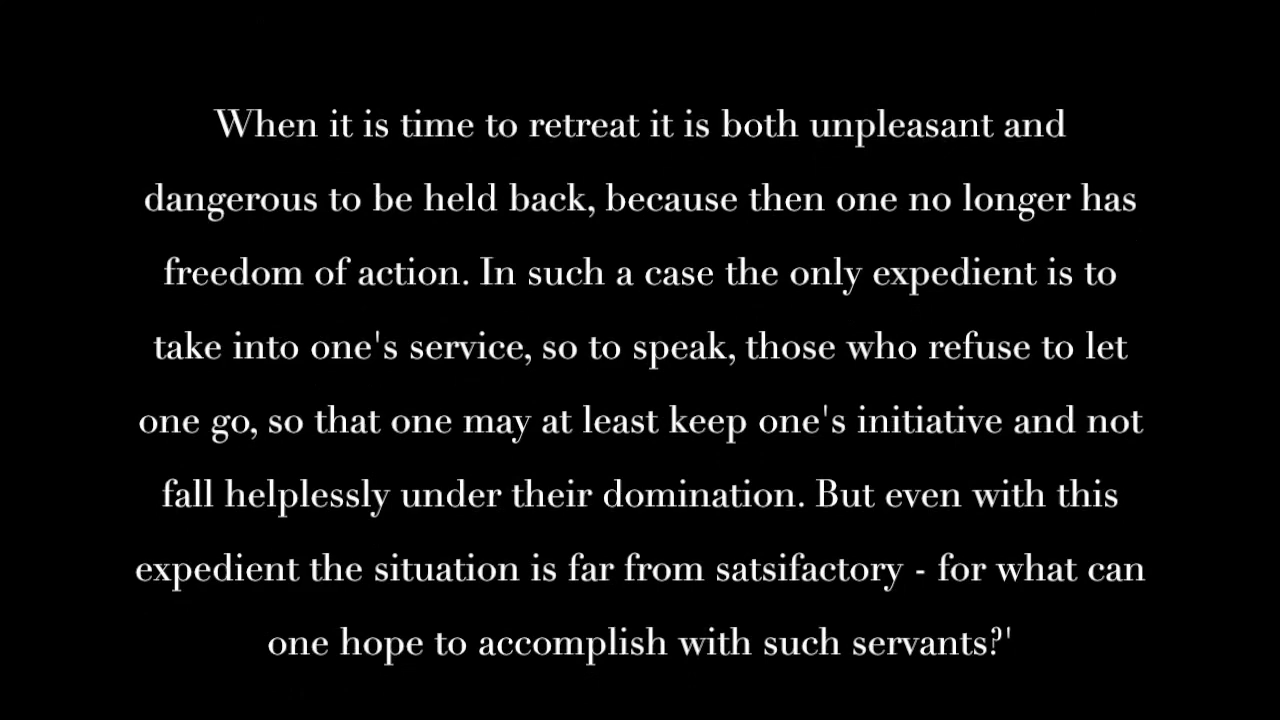 When it is time to retreat it is both unpleasant and
dangerous to be held back, because then one no longer has
freedom of action. In such a case the only expedient is to
take into one's service, so to speak, those who refuse to let
one go, so that one may at least keep one's initiative and not
fall helplessly under their domination. But even with this
expedient the situation is far from satsifactory - for what can
one hope to accomplish with such servants?'